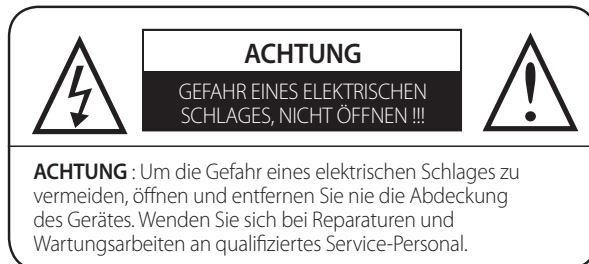 ACHTUNG
GEFAHR EINES ELEKTRISCHEN
SCHLAGES, NICHT ÖFFNEN !!!
ACHTUNG : Um die Gefahr eines elektrischen Schlages zu
vermeiden, öffnen und entfernen Sie nie die Abdeckung
des Gerätes. Wenden Sie sich bei Reparaturen und
Wartungsarbeiten an qualifiziertes Service-Personal.